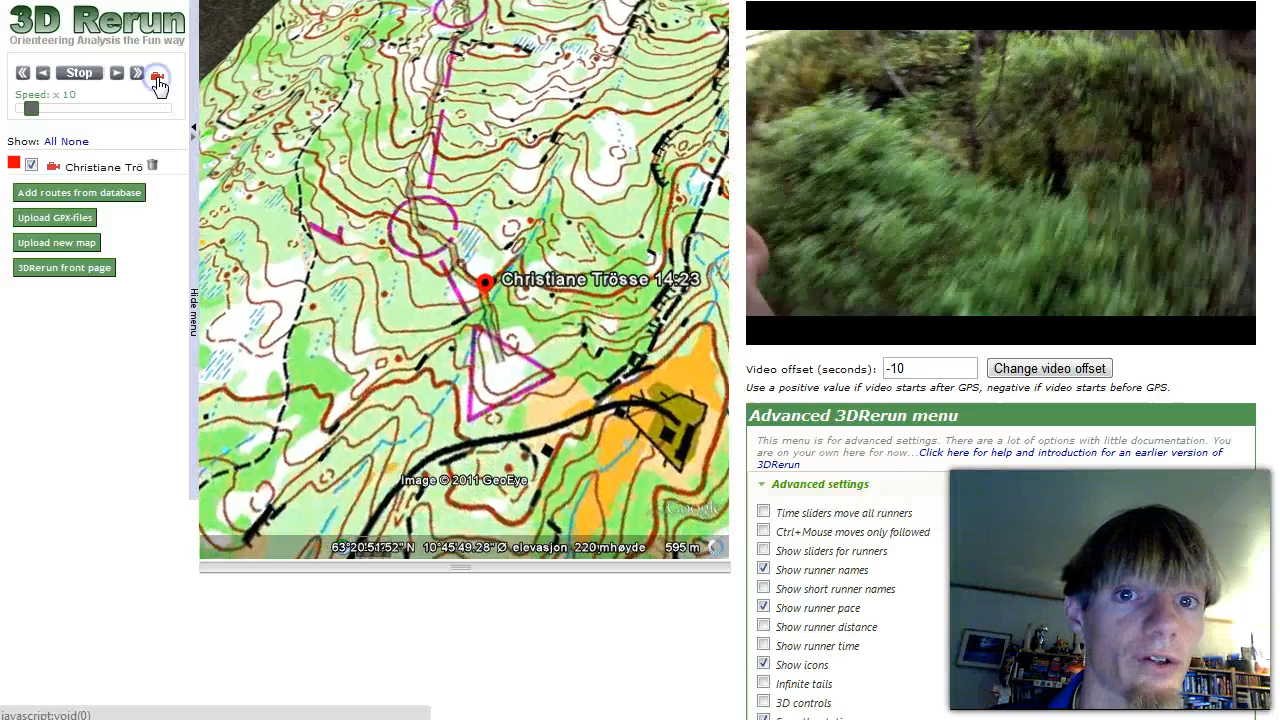 3D Rerun
Orienteering Analysis the Fun way
Stop
Speed: x 10
Show: All None
Christiane Trö
Add routes from database
Upload GPX-files
Upload new map
3DRerun front page
Hide menu
Christiane Trösse 14:23
Image © 2011 GeoEye
Google
63°20'51.52" N 10°45'49.28" Ø elevasjon 220 mhøyde 595 m
Video offset (seconds): -10 Change video offset
Use a positive value if video starts after GPS, negative if video starts before GPS.
Advanced 3DRerun menu
This menu is for advanced settings. There are a lot of options with little documentation. You
are on your own here for now...Click here for help and introduction for an earlier version of
3DRerun
Advanced settings
Time sliders move all runners
Ctrl+Mouse moves only followed
Show sliders for runners
Show runner names
Show short runner names
Show runner pace
Show runner distance
Show runner time
Show icons
Infinite tails
3D controls
javascript:void(0)